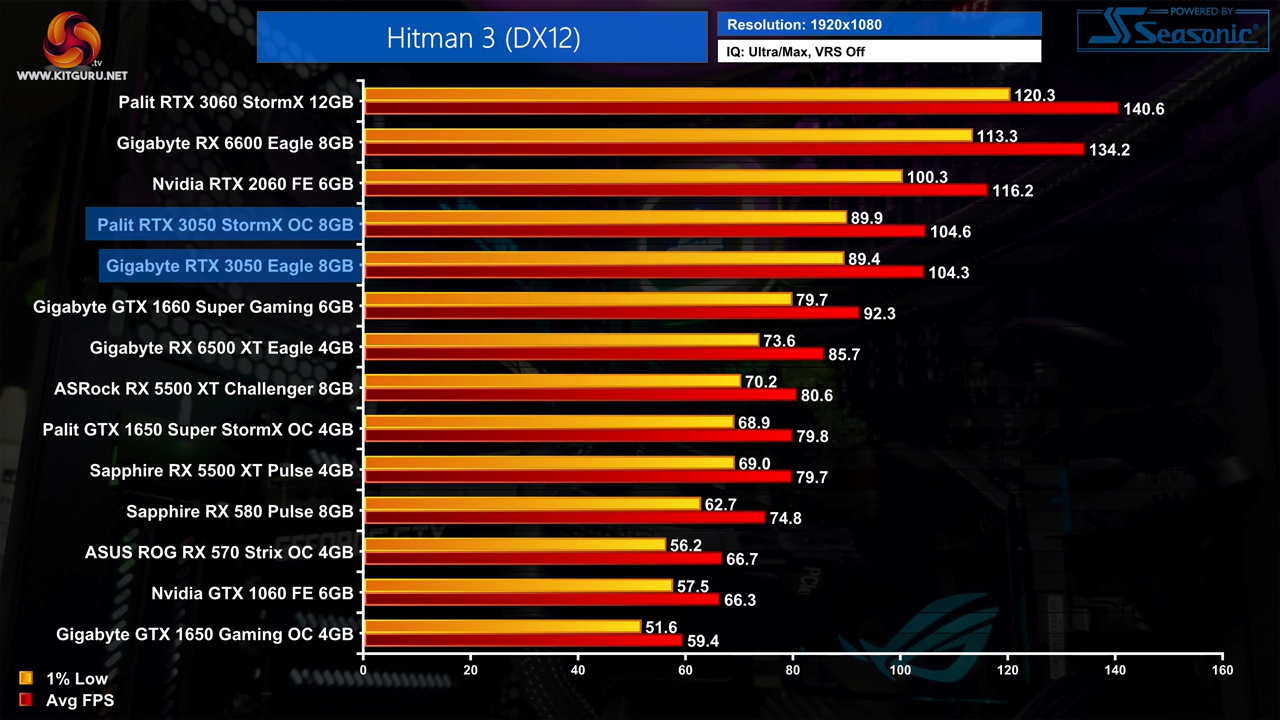 .tv
WWW.KITGURU.NET
Hitman 3 (DX12)
Resolution: 1920x1080
IQ: Ultra/Max, VRS Off
POWERED BY
Seasonic
Palit RTX 3060 StormX 12GB 120.3 140.6
Gigabyte RX 6600 Eagle 8GB 113.3 134.2
Nvidia RTX 2060 FE 6GB 100.3 116.2
Palit RTX 3050 StormX OC 8GB 89.9 104.6
Gigabyte RTX 3050 Eagle 8GB 89.4 104.3
Gigabyte GTX 1660 Super Gaming 6GB 79.7 92.3
Gigabyte RX 6500 XT Eagle 4GB 73.6 85.7
ASRock RX 5500 XT Challenger 8GB 70.2 80.6
Palit GTX 1650 Super StormX OC 4GB 68.9 79.8
Sapphire RX 5500 XT Pulse 4GB 69.0 79.7
Sapphire RX 580 Pulse 8GB 62.7 74.8
ASUS ROG RX 570 Strix OC 4GB 56.2 66.7
Nvidia GTX 1060 FE 6GB 57.5 66.3
Gigabyte GTX 1650 Gaming OC 4GB 51.6 59.4
0 20 40 60 80 100 120 140 160
1% Low
Avg FPS